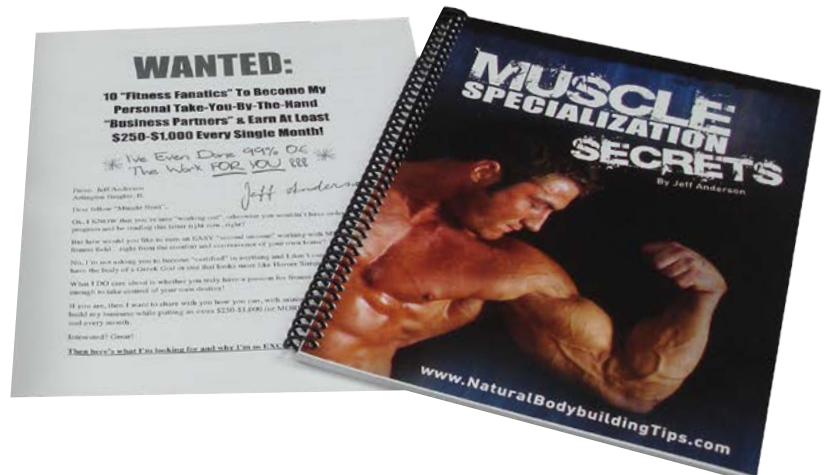 WANTED:
10 "Fitness Fanatics" To Become My
Personal Take-You-By-The-Hand
"Business Partners" & Earn At Least
$250-$1,000 Every Single Month!
I've Even Done 99% Of
The Work FOR YOU
Jeff Anderso
From: Jeff Anderson
Arlington Heights, IL
Dear fellow "Muscle Nerd",
Ok, I KNOW that you're into "working out", otherwise you wouldn't have orde
program and be reading this letter right now, right?
But how would you like to earn an EASY "second income" working with M
fitness field... right from the comfort and convenience of your own home?
No, I'm not asking you to become "certified" in anything and I don't c
have the body of a Greek God or one that looks more like Homer Simps
What I DO care about is whether you truly have a passion for fitness
enough to take control of your own destiny!
If you are, then I want to share with you how you can, with
build my business while putting an extra $250-$1,000 (or MOR
end every month.
Interested? Great!
Then here's what I'm looking for and why I'm so EXC
MUSCLE
SPECIALIZATION
SECRETS
By Jeff Anderson
www.NaturalBodybuildingTips.com